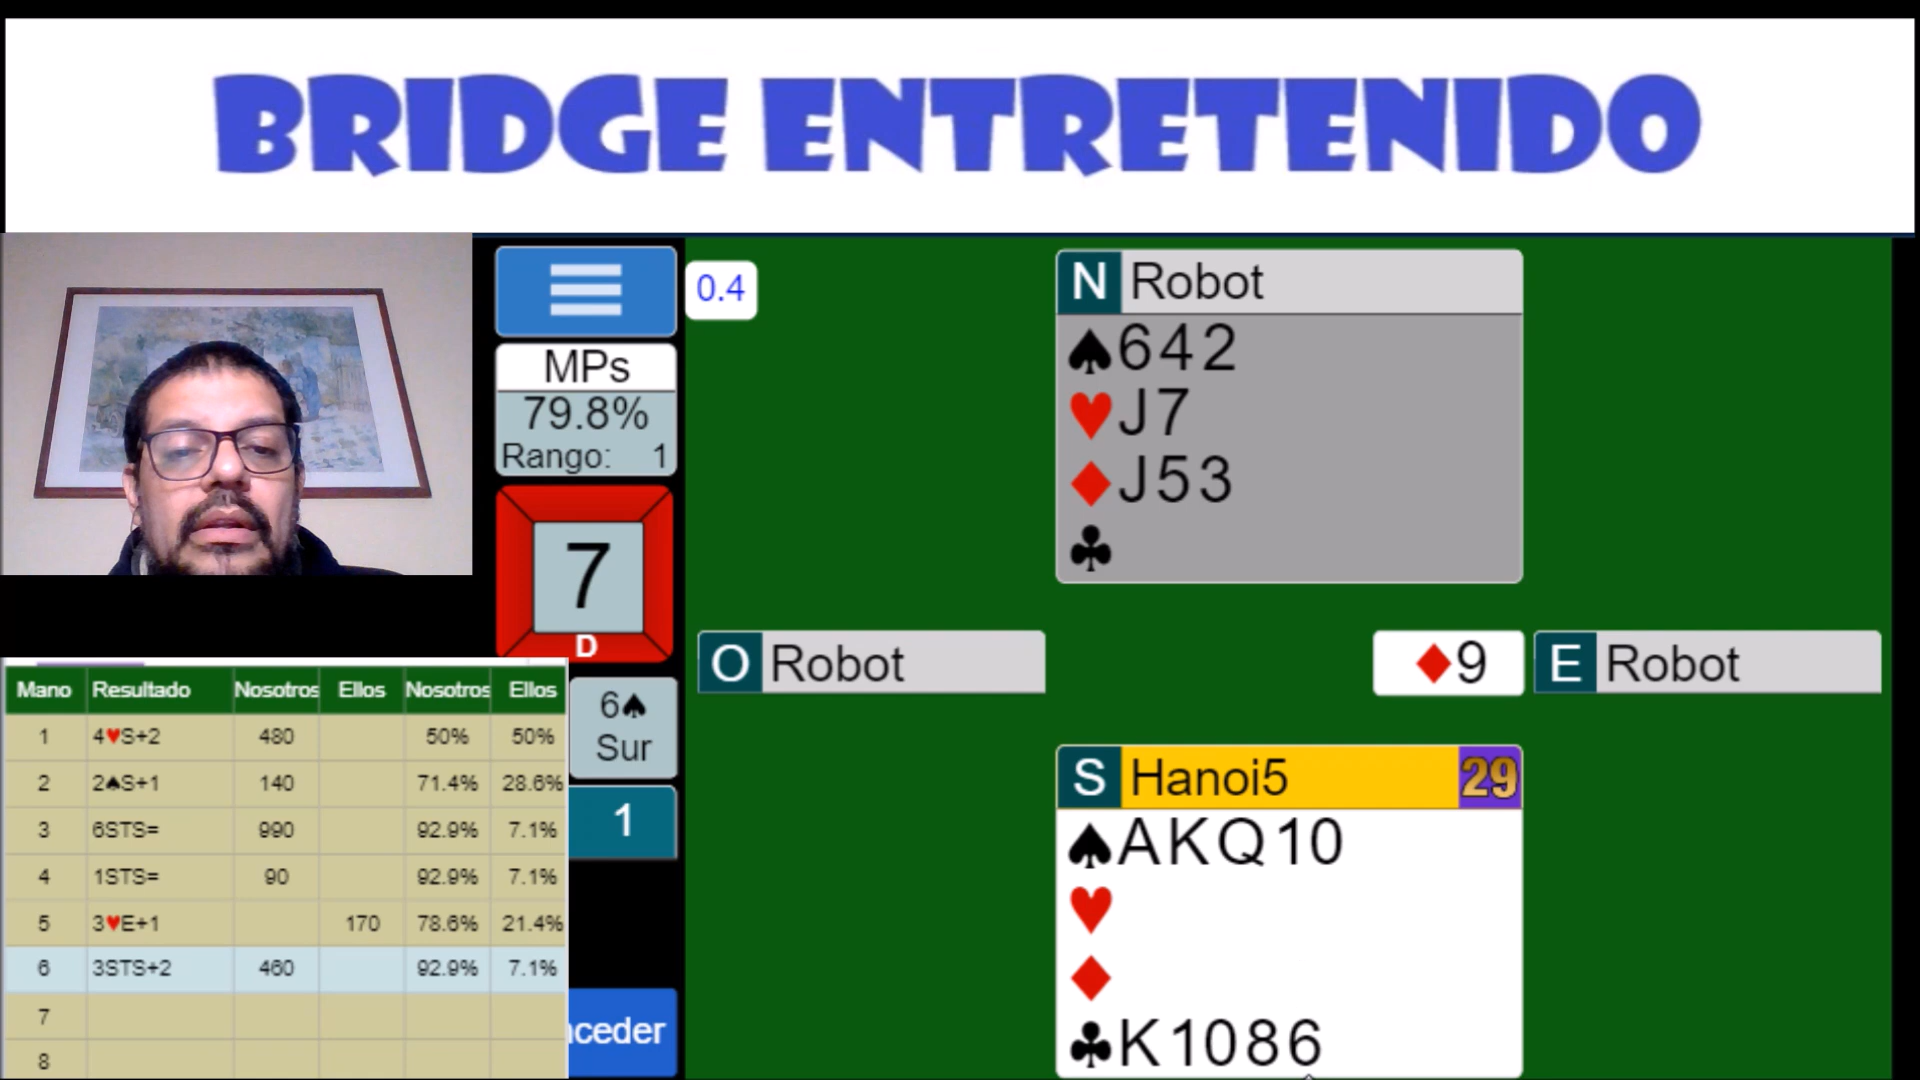 BRIDGE ENTRETENIDO
0.4
MPs
79.8%
Rango: 1
7
D
6♠
Sur
1
nceder
N Robot
♠642
♥J7
♦J53
♣
O Robot
♦9
E Robot
S Hanoi5 29
♠AKQ10
♥
♦
♣K1086
Mano Resultado Nosotros Ellos Nosotros Ellos
1 4♥S+2 480 50% 50%
2 2♠S+1 140 71.4% 28.6%
3 6STS= 990 92.9% 7.1%
4 1STS= 90 92.9% 7.1%
5 3♥E+1 170 78.6% 21.4%
6 3STS+2 460 92.9% 7.1%
7
8